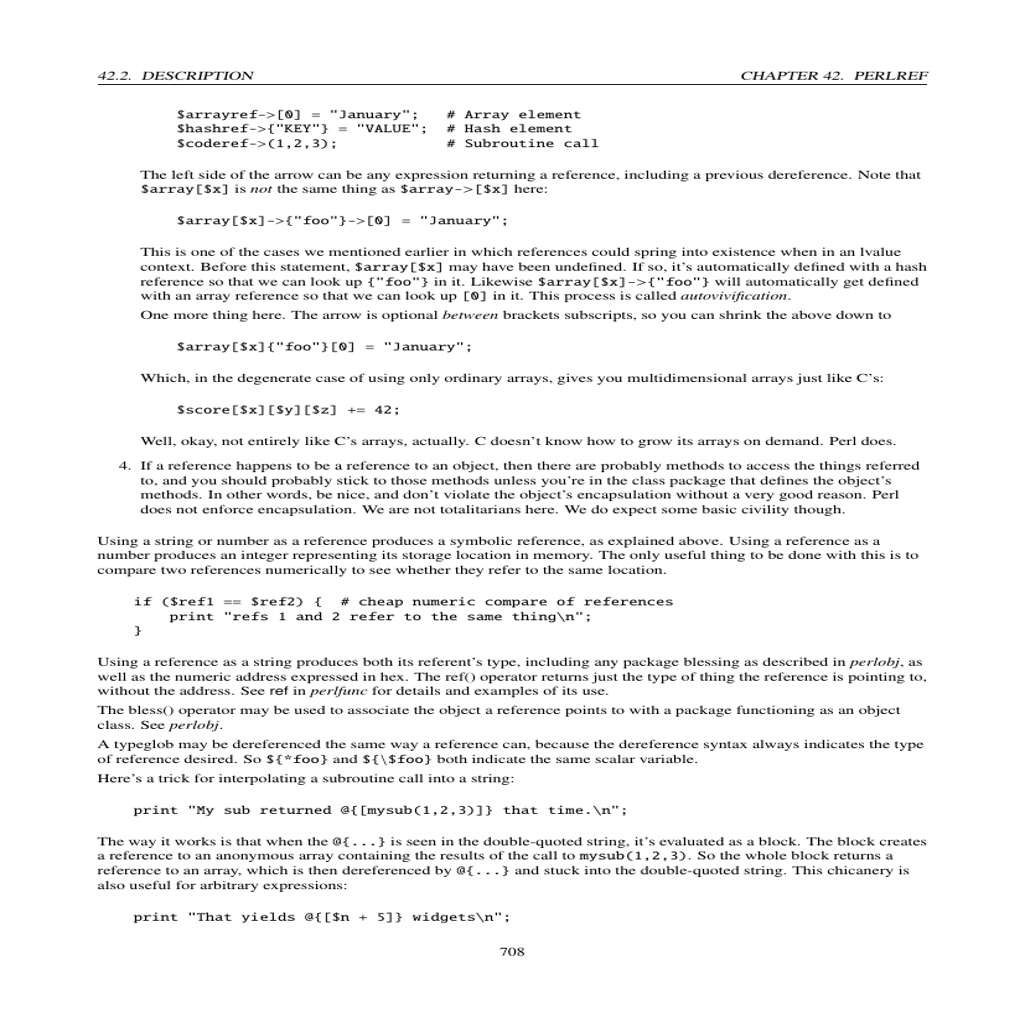 42.2. DESCRIPTION CHAPTER 42. PERLREF
$arrayref->[0] = "January"; # Array element
$hashref->{"KEY"} = "VALUE"; # Hash element
$coderef->(1,2,3); # Subroutine call
The left side of the arrow can be any expression returning a reference, including a previous dereference. Note that
$array[$x] is not the same thing as $array->[$x] here:
$array[$x]->{"foo"}->[0] = "January";
This is one of the cases we mentioned earlier in which references could spring into existence when in an lvalue
context. Before this statement, $array[$x] may have been undefined. If so, it's automatically defined with a hash
reference so that we can look up {"foo"} in it. Likewise $array[$x]->{"foo"} will automatically get defined
with an array reference so that we can look up [0] in it. This process is called autovivification.
One more thing here. The arrow is optional between brackets subscripts, so you can shrink the above down to
$array[$x]{"foo"}[0] = "January";
Which, in the degenerate case of using only ordinary arrays, gives you multidimensional arrays just like C's:
$score[$x][$y][$z] += 42;
Well, okay, not entirely like C's arrays, actually. C doesn't know how to grow its arrays on demand. Perl does.
4. If a reference happens to be a reference to an object, then there are probably methods to access the things referred
to, and you should probably stick to those methods unless you're in the class package that defines the object's
methods. In other words, be nice, and don't violate the object's encapsulation without a very good reason. Perl
does not enforce encapsulation. We are not totalitarians here. We do expect some basic civility though.
Using a string or number as a reference produces a symbolic reference, as explained above. Using a reference as a
number produces an integer representing its storage location in memory. The only useful thing to be done with this is to
compare two references numerically to see whether they refer to the same location.
if ($ref1 == $ref2) { # cheap numeric compare of references
print "refs 1 and 2 refer to the same thing\n";
}
Using a reference as a string produces both its referent's type, including any package blessing as described in perlobj, as
well as the numeric address expressed in hex. The ref() operator returns just the type of thing the reference is pointing to,
without the address. See ref in perlfunc for details and examples of its use.
The bless() operator may be used to associate the object a reference points to with a package functioning as an object
class. See perlobj.
A typeglob may be dereferenced the same way a reference can, because the dereference syntax always indicates the type
of reference desired. So ${*foo} and ${\$foo} both indicate the same scalar variable.
Here's a trick for interpolating a subroutine call into a string:
print "My sub returned @{[mysub(1,2,3)]} that time.\n";
The way it works is that when the @{...} is seen in the double-quoted string, it's evaluated as a block. The block creates
a reference to an anonymous array containing the results of the call to mysub(1,2,3). So the whole block returns a
reference to an array, which is then dereferenced by @{...} and stuck into the double-quoted string. This chicanery is
also useful for arbitrary expressions:
print "That yields @{[$n + 5]} widgets\n";
708